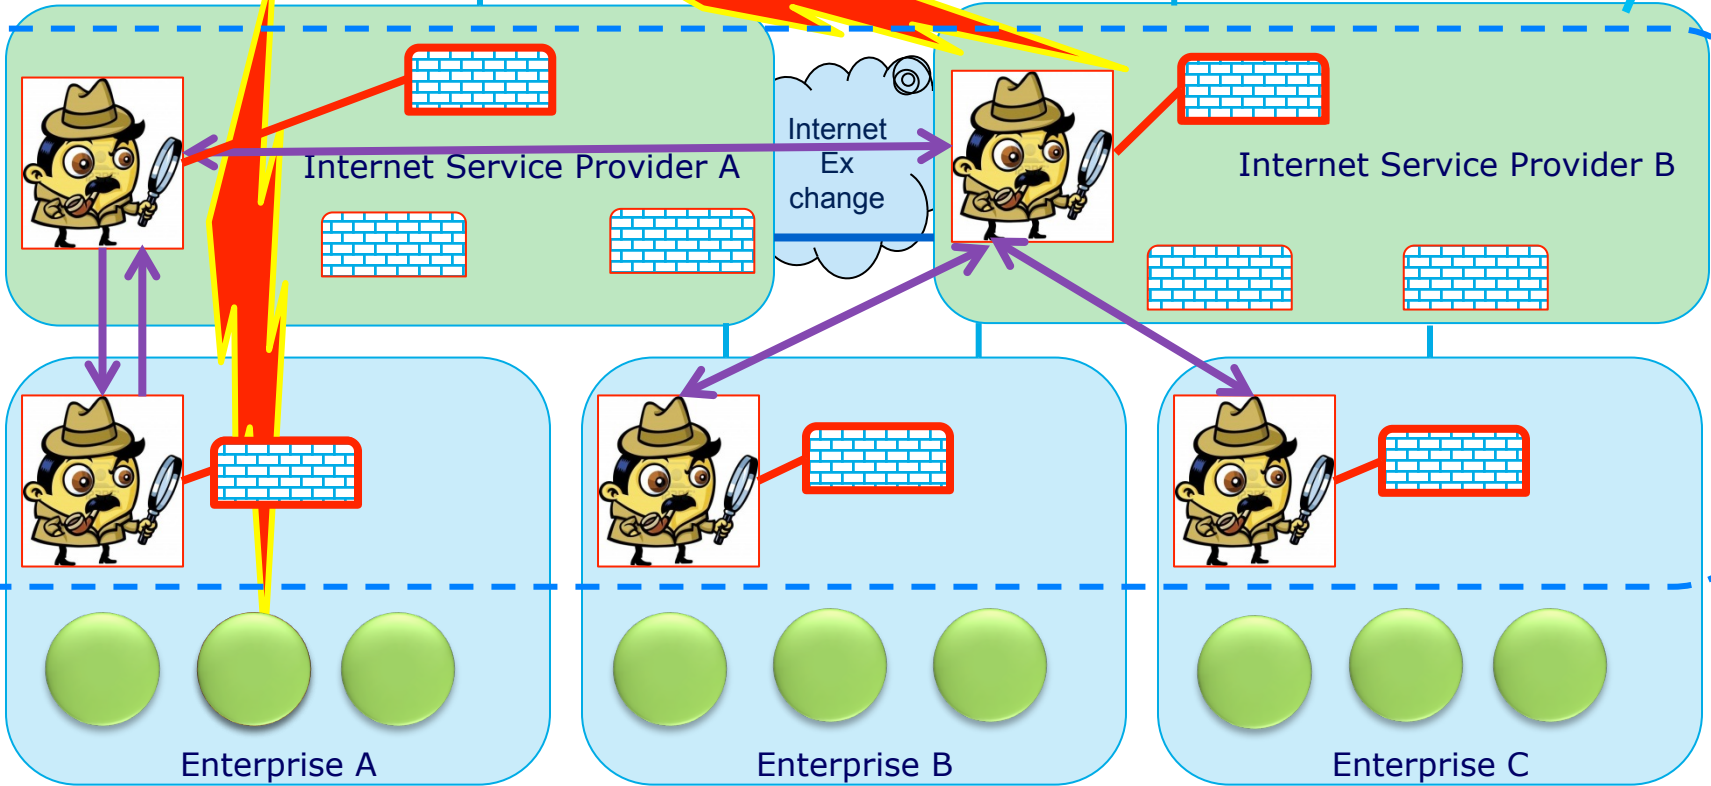 Internet Service Provider A
Internet
Ex
change
Internet Service Provider B
Enterprise A
Enterprise B
Enterprise C